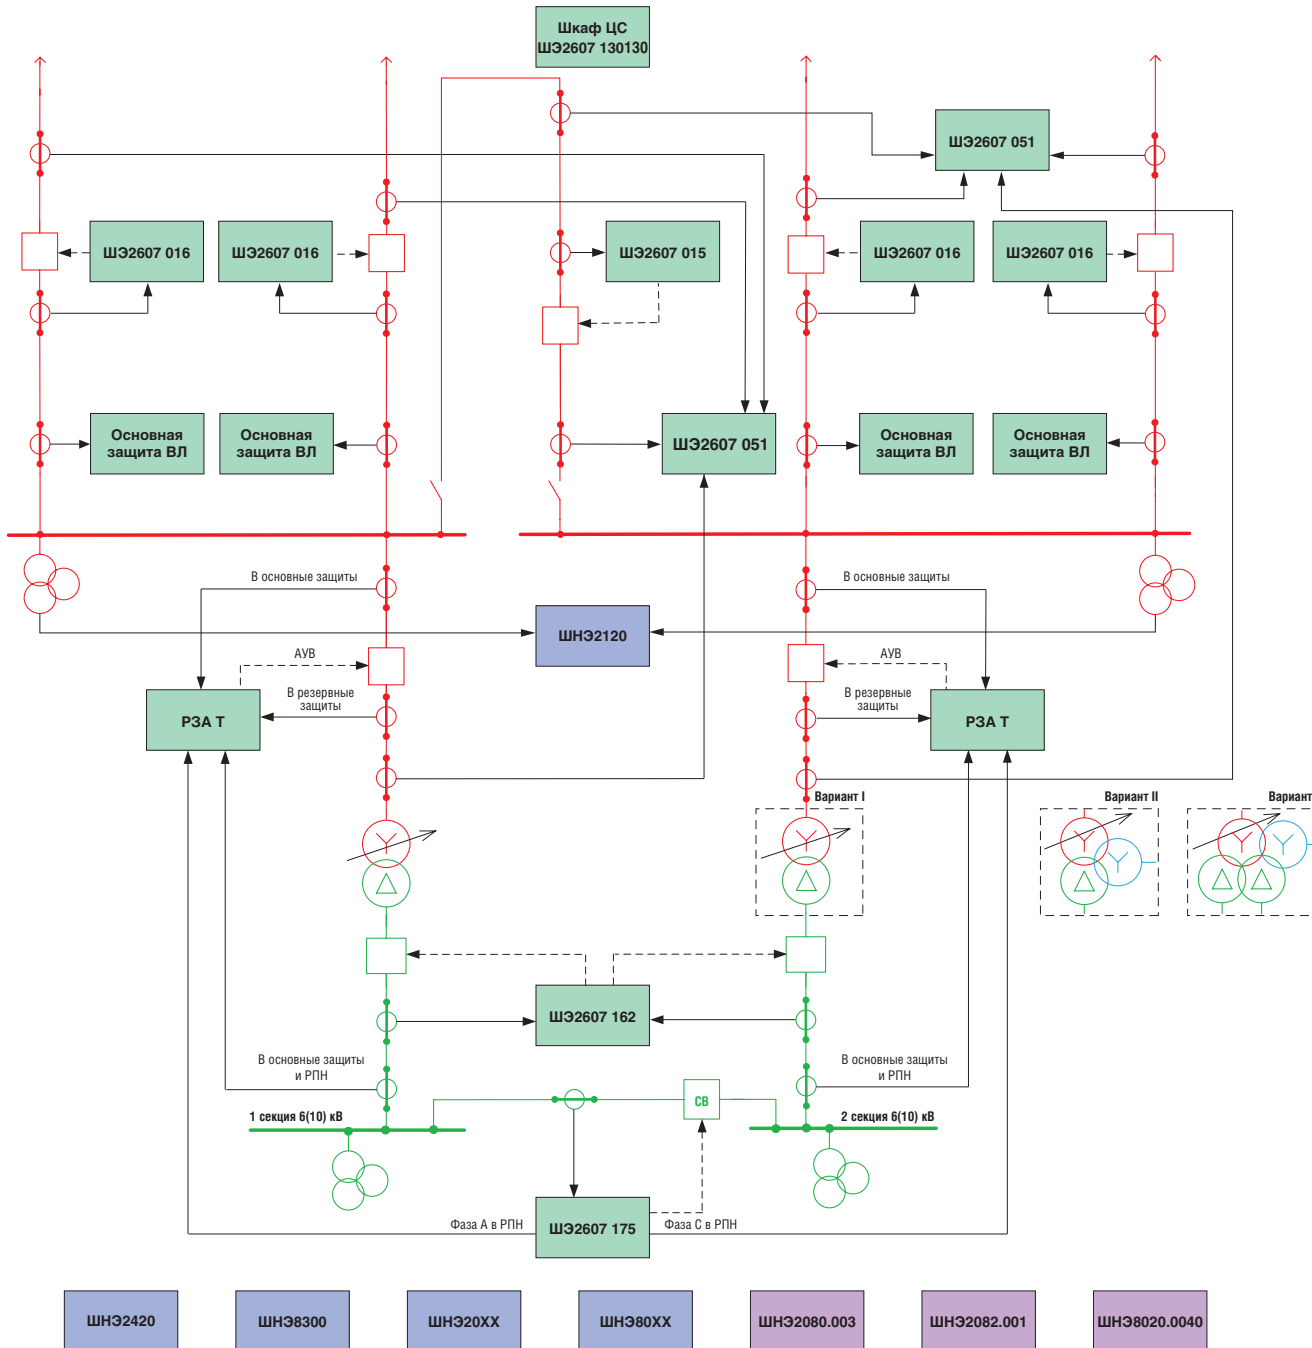 Шкаф ЦС
ШЭ2607 130130
ШЭ2607 051
ШЭ2607 016
ШЭ2607 016
ШЭ2607 015
ШЭ2607 016
ШЭ2607 016
Основная
защита ВЛ
Основная
защита ВЛ
ШЭ2607 051
Основная
защита ВЛ
Основная
защита ВЛ
В основные защиты
В основные защиты
ШНЭ2120
АУВ
АУВ
В резервные
защиты
В резервные
защиты
РЗА Т
РЗА Т
Вариант I
Вариант II
Вариант
ШЭ2607 162
В основные защиты
и РПН
В основные защиты
и РПН
СВ
1 секция 6(10) кВ
2 секция 6(10) кВ
Фаза А в РПН
ШЭ2607 175
Фаза С в РПН
ШНЭ2420
ШНЭ8300
ШНЭ20ХХ
ШНЭ80ХХ
ШНЭ2080.003
ШНЭ2082.001
ШНЭ8020.0040